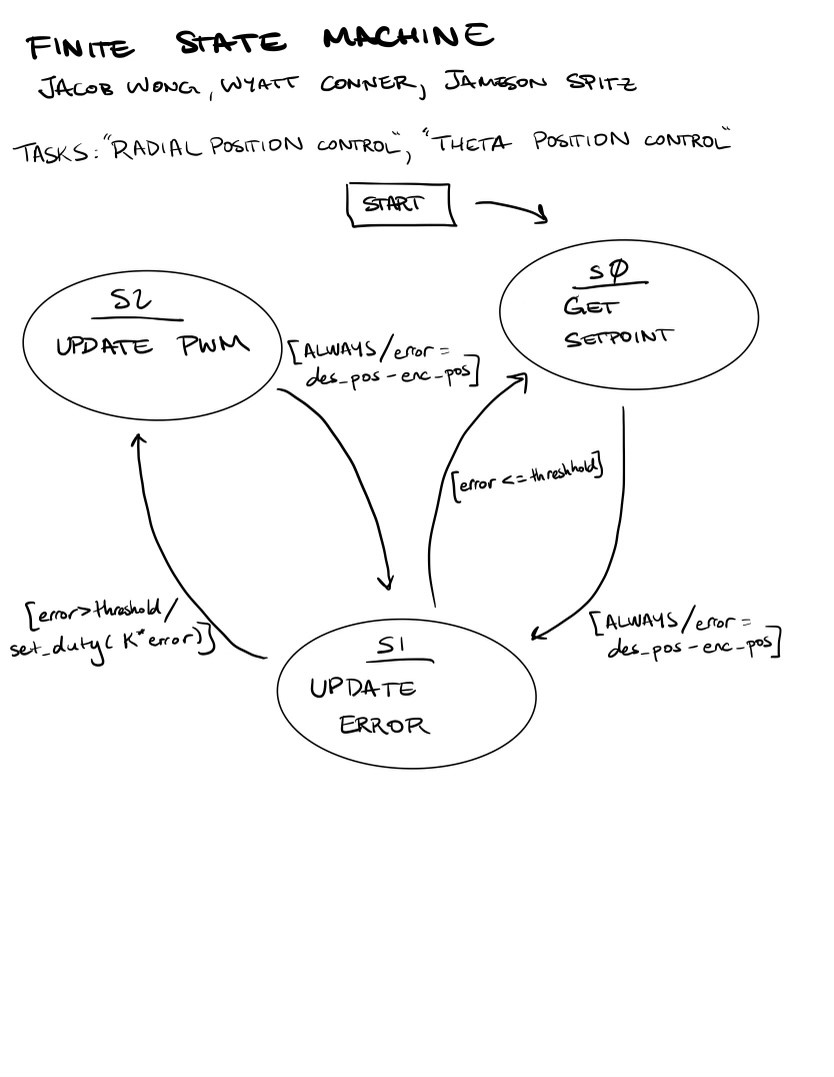 FINITE STATE MACHINE
JACOB WONG, WYATT CONNER, JAMESON SPITZ
TASKS: "RADIAL POSITION CONTROL", "THETA POSITION CONTROL"
START
S0
GET
SETPOINT
S2
UPDATE PWM
[ALWAYS/error =
des_pos - enc_pos]
[error <= threshhold]
[error > threshold/
set_duty( K*error)]
[ALWAYS/error =
des_pos - enc_pos]
S1
UPDATE
ERROR